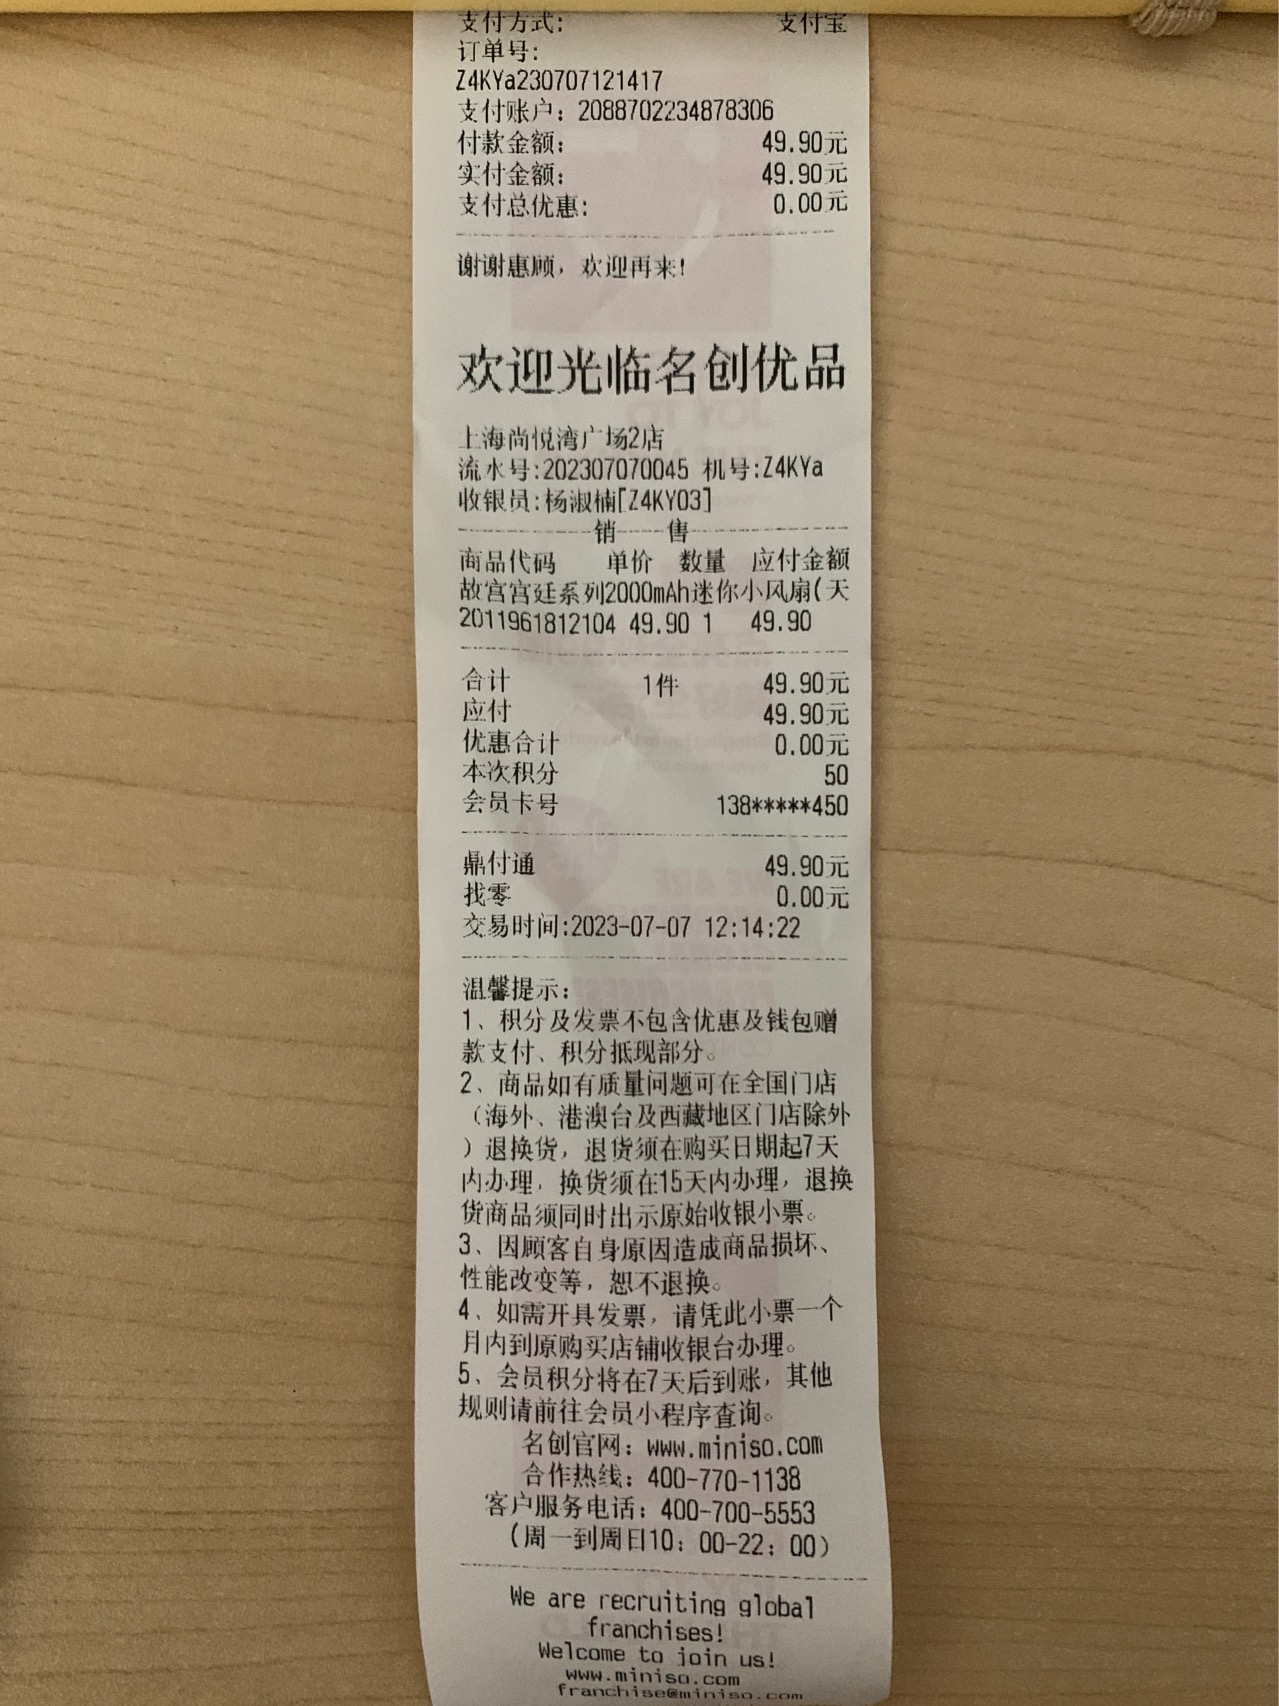 支付方式: 支付宝
订单号:
Z4KYa230707121417
支付账户: 2088702234878306
付款金额: 49.90元
实付金额: 49.90元
支付总优惠: 0.00元
谢谢惠顾, 欢迎再来!
欢迎光临名创优品
上海尚悦湾广场2店
流水号:202307070045 机号:Z4KYa
收银员:杨淑楠[Z4KY03]
销 售
商品代码 单价 数量 应付金额
故宫宫廷系列2000mAh迷你小风扇(天
2011961812104 49.90 1 49.90
合计 1件 49.90元
应付 49.90元
优惠合计 0.00元
本次积分 50
会员卡号 138*****450
鼎付通 49.90元
找零 0.00元
交易时间:2023-07-07 12:14:22
温馨提示:
1、积分及发票不包含优惠及钱包赠
款支付、积分抵现部分。
2、商品如有质量问题可在全国门店
（海外、港澳台及西藏地区门店除外
）退换货，退货须在购买日期起7天
内办理，换货须在15天内办理，退换
货商品须同时出示原始收银小票。
3、因顾客自身原因造成商品损坏、
性能改变等，恕不退换。
4、如需开具发票，请凭此小票一个
月内到原购买店铺收银台办理。
5、会员积分将在7天后到账，其他
规则请前往会员小程序查询。
名创官网: www.miniso.com
合作热线: 400-770-1138
客户服务电话: 400-700-5553
(周一到周日10: 00-22: 00)
We are recruiting global
franchises!
Welcome to join us!
www.miniso.com
franchise@miniso.com